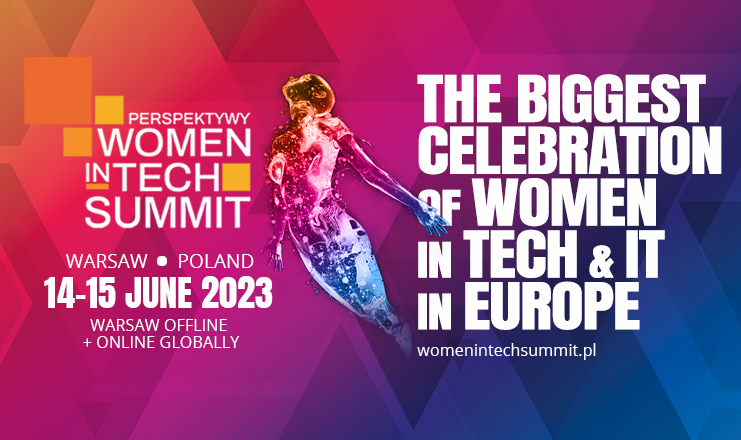 PERSPEKTYWY
WOMEN
IN TECH
SUMMIT
WARSAW • POLAND
14-15 JUNE 2023
WARSAW OFFLINE
+ ONLINE GLOBALLY
THE BIGGEST
CELEBRATION
OF WOMEN
IN TECH & IT
IN EUROPE
womenintechsummit.pl